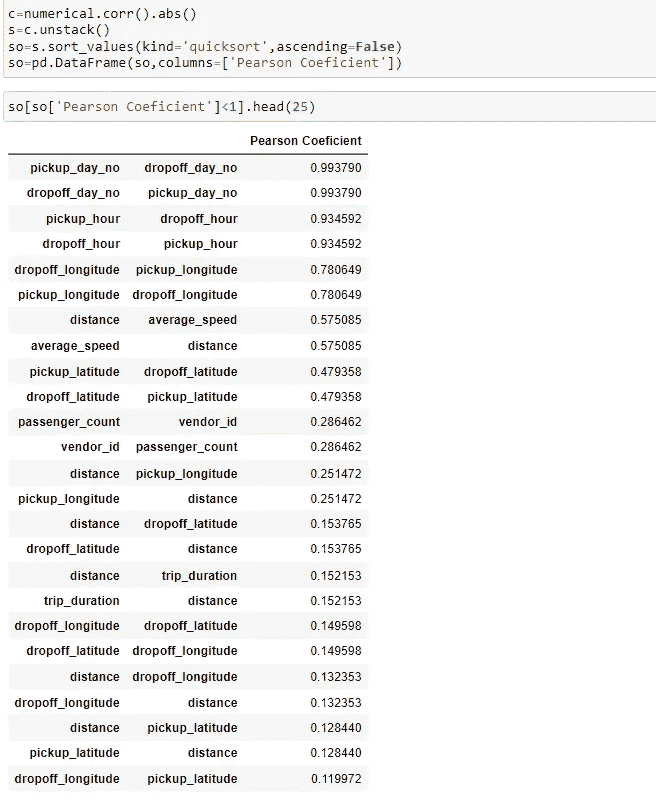 c=numerical.corr().abs()
s=c.unstack()
so=s.sort_values(kind='quicksort',ascending=False)
so=pd.DataFrame(so,columns=['Pearson Coeficient'])
so[so['Pearson Coeficient']<1].head(25)
Pearson Coeficient
pickup_day_no dropoff_day_no 0.993790
dropoff_day_no pickup_day_no 0.993790
pickup_hour dropoff_hour 0.934592
dropoff_hour pickup_hour 0.934592
dropoff_longitude pickup_longitude 0.780649
pickup_longitude dropoff_longitude 0.780649
distance average_speed 0.575085
average_speed distance 0.575085
pickup_latitude dropoff_latitude 0.479358
dropoff_latitude pickup_latitude 0.479358
passenger_count vendor_id 0.286462
vendor_id passenger_count 0.286462
distance pickup_longitude 0.251472
pickup_longitude distance 0.251472
distance dropoff_latitude 0.153765
dropoff_latitude distance 0.153765
distance trip_duration 0.152153
trip_duration distance 0.152153
dropoff_longitude dropoff_latitude 0.149598
dropoff_latitude dropoff_longitude 0.149598
distance dropoff_longitude 0.132353
dropoff_longitude distance 0.132353
distance pickup_latitude 0.128440
pickup_latitude distance 0.128440
dropoff_longitude pickup_latitude 0.119972